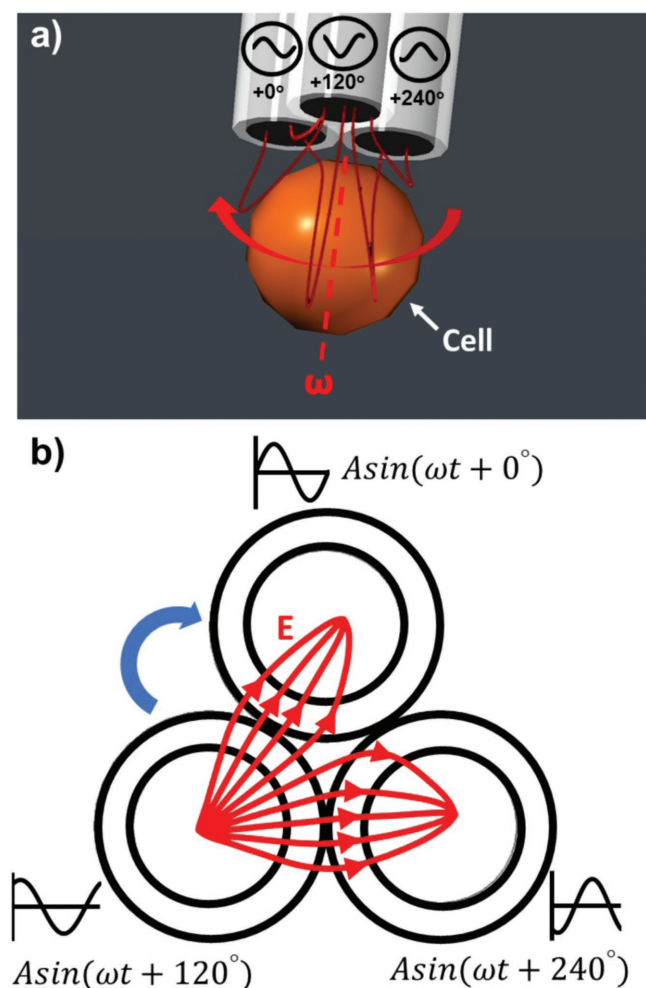 a)
+0°
+120°
+240°
Cell
ω
b)
Asin(ωt + 0°)
E
Asin(ωt + 120°)
Asin(ωt + 240°)